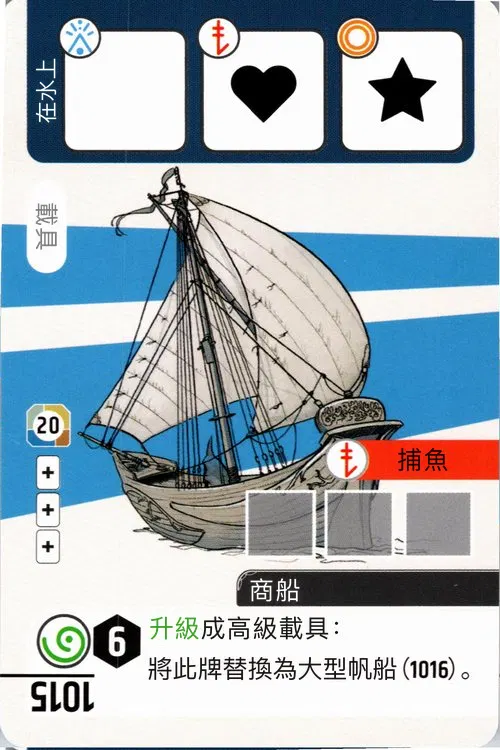 在水上
載具
20
+
+
+
捕魚
商船
6
升級成高級載具：
將此牌替換為大型帆船（1016）。
1015